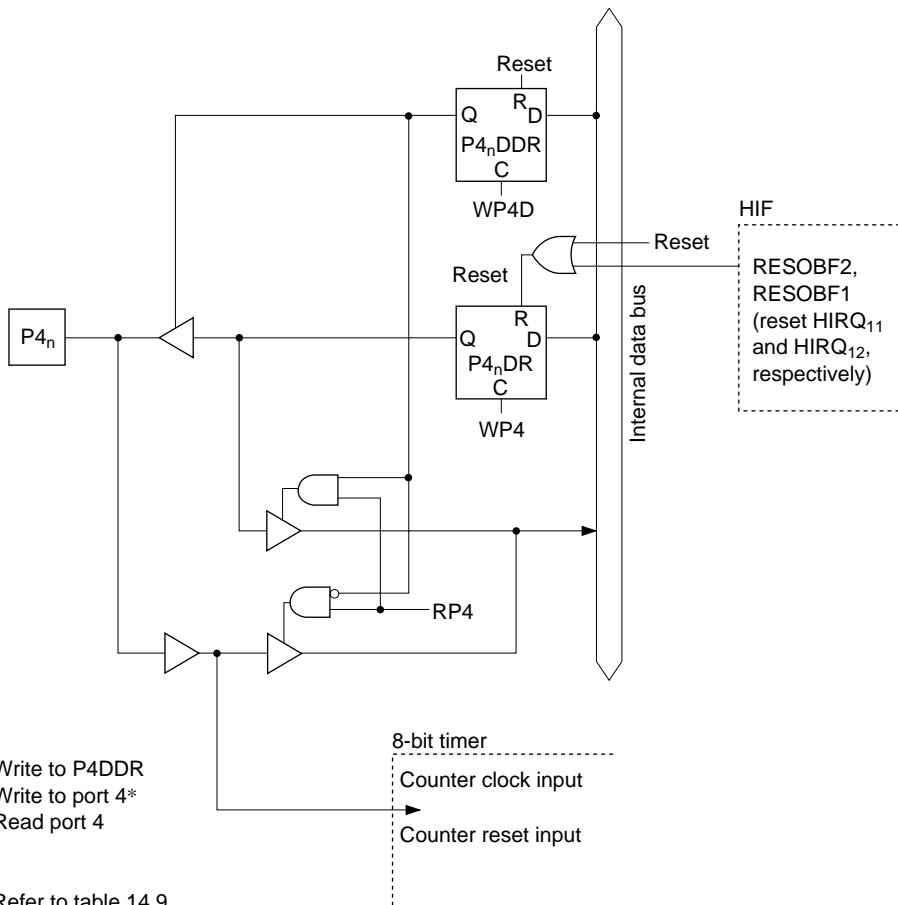 Reset
R
Q
D
P4nDDR
C
WP4D
HIF
Reset
Reset
RESOBF2,
RESOBF1
(reset HIRQ11
and HIRQ12,
respectively)
Internal data bus
R
Q
D
P4nDR
C
WP4
P4n
RP4
8-bit timer
Write to P4DDR
Write to port 4*
Read port 4
Counter clock input
Counter reset input
Refer to table 14.9